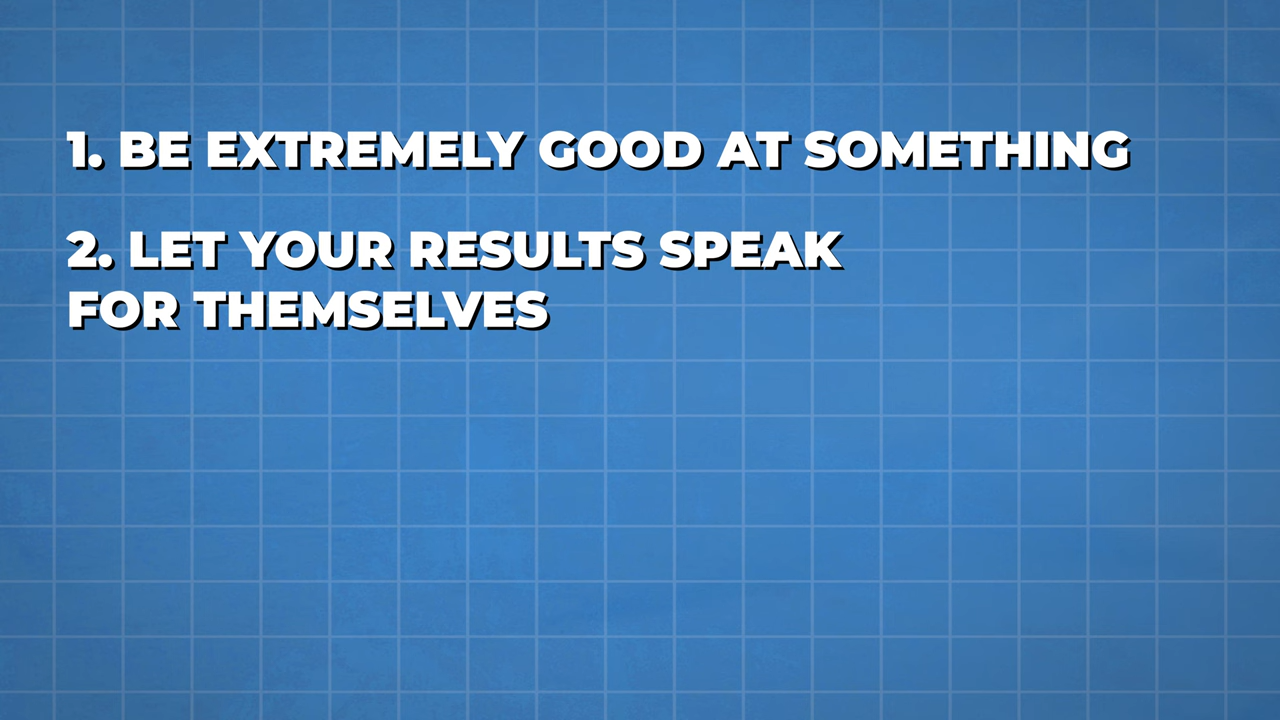 1. BE EXTREMELY GOOD AT SOMETHING
2. LET YOUR RESULTS SPEAK
FOR THEMSELVES